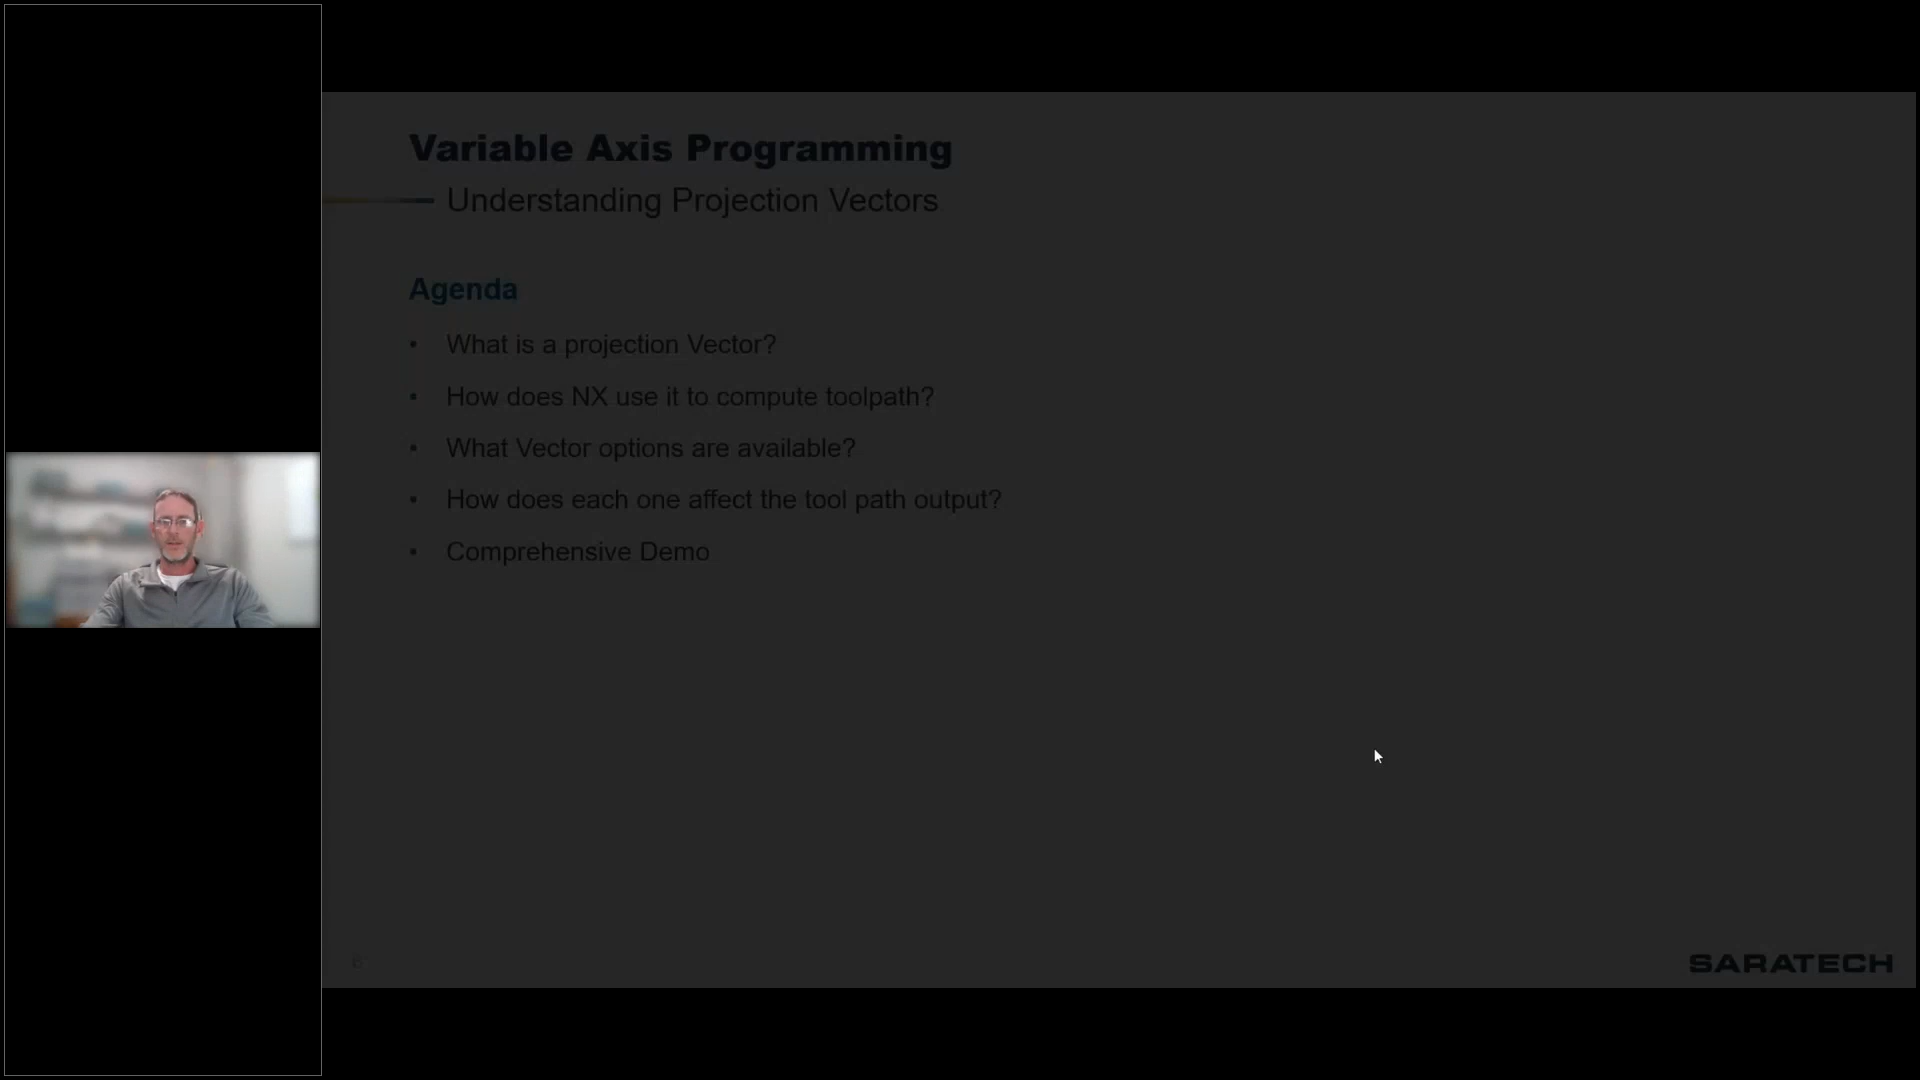 Variable Axis Programming
Understanding Projection Vectors
Agenda
• What is a projection Vector?
• How does NX use it to compute toolpath?
• What Vector options are available?
• How does each one affect the tool path output?
• Comprehensive Demo
SARATECH